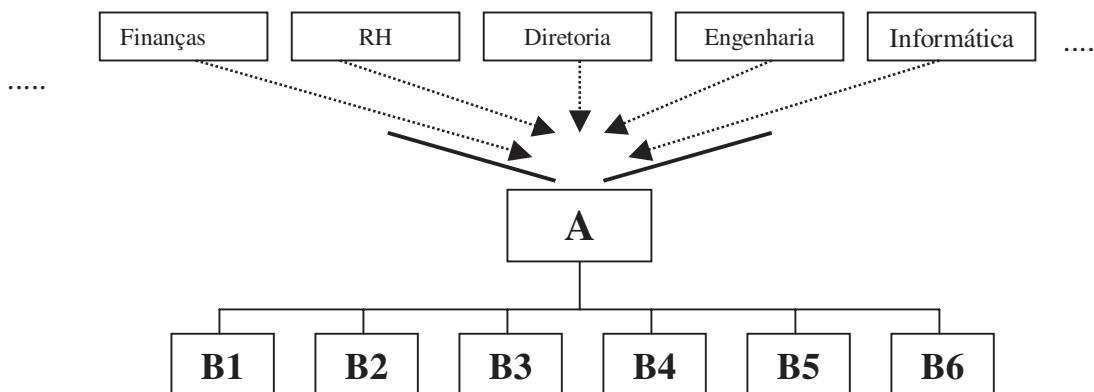 Finanças RH Diretoria Engenharia Informática ....
.....
A
B1 B2 B3 B4 B5 B6